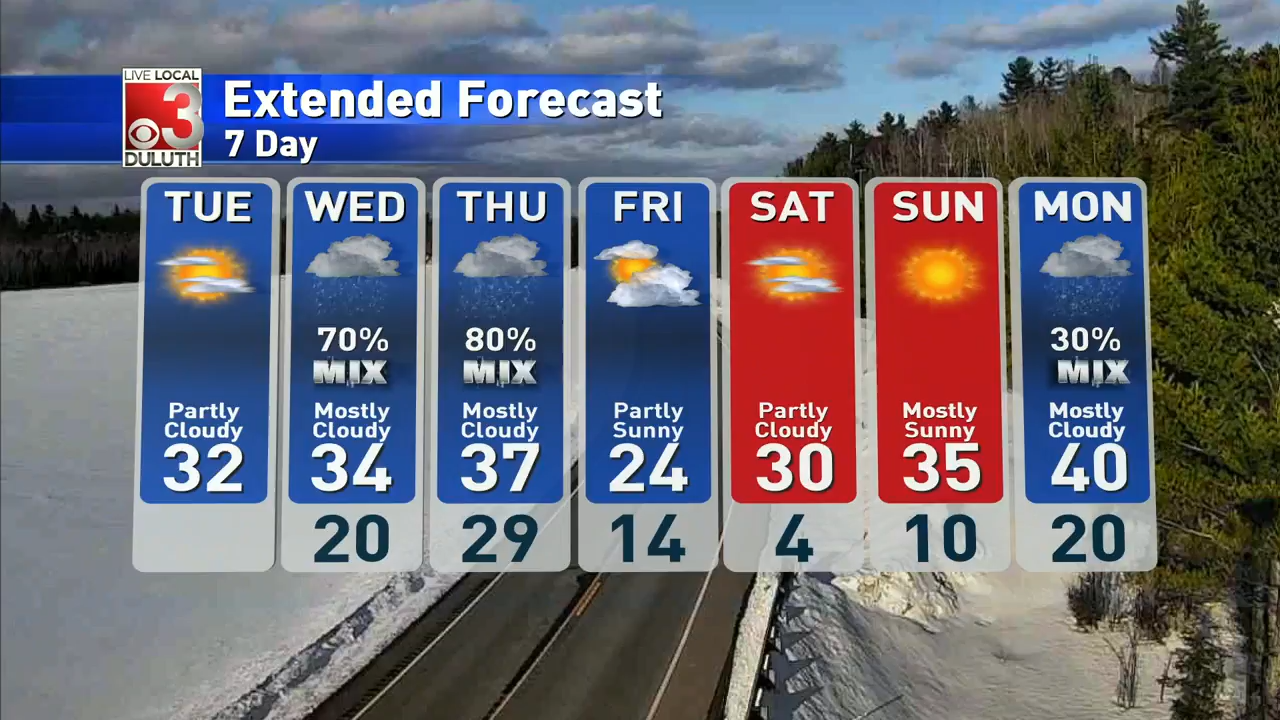 LIVE LOCAL
3
DULUTH
Extended Forecast
7 Day
TUE
Partly
Cloudy
32
WED
70%
MIX
Mostly
Cloudy
34
20
THU
80%
MIX
Mostly
Cloudy
37
29
FRI
Partly
Sunny
24
14
SAT
Partly
Cloudy
30
4
SUN
Mostly
Sunny
35
10
MON
30%
MIX
Mostly
Cloudy
40
20